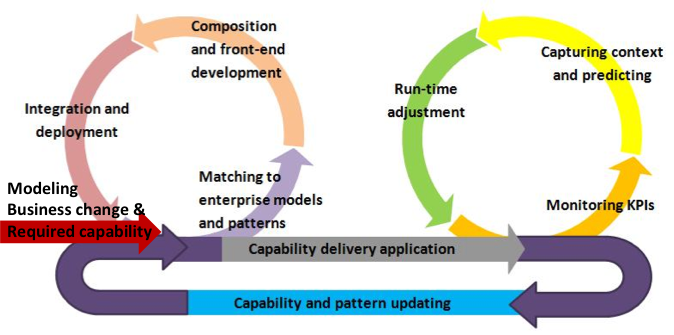 Composition
and front-end
development
Integration and
deployment
Matching to
enterprise models
and patterns
Modeling
Business change &
Required capability
Capturing context
and predicting
Run-time
adjustment
Monitoring KPIs
Capability delivery application
Capability and pattern updating